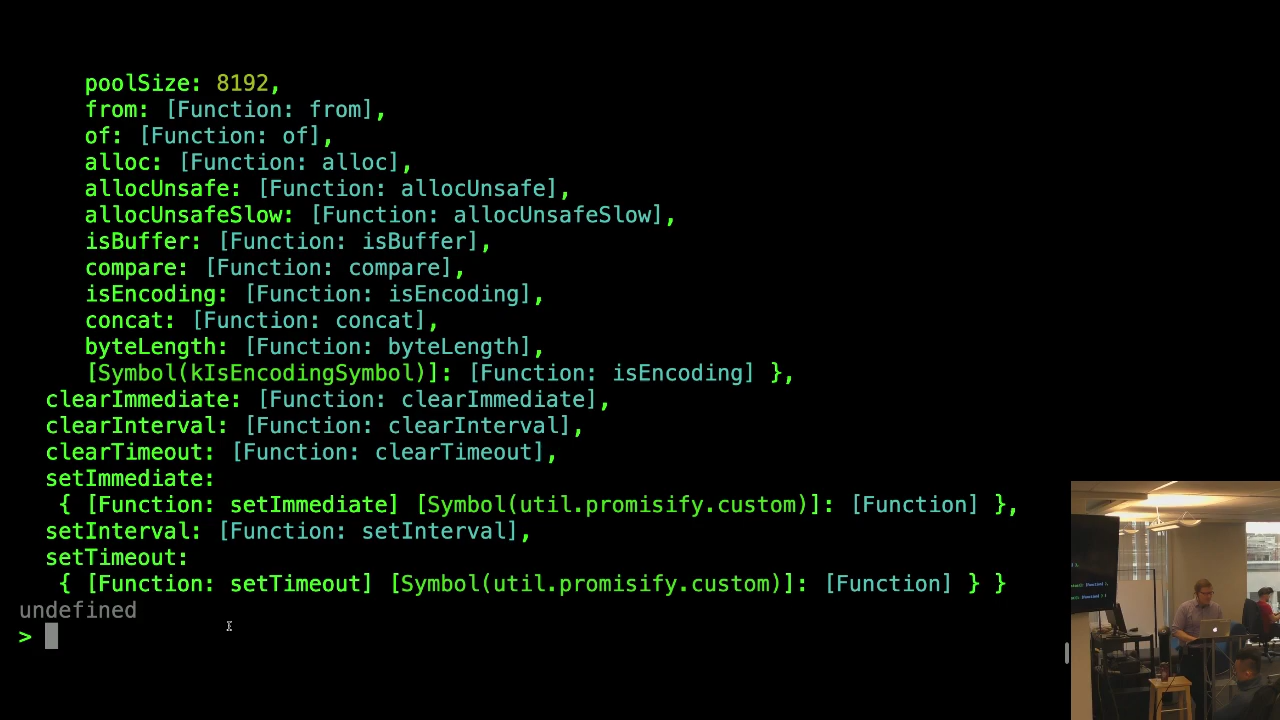 poolSize: 8192,
from: [Function: from],
of: [Function: of],
alloc: [Function: alloc],
allocUnsafe: [Function: allocUnsafe],
allocUnsafeSlow: [Function: allocUnsafeSlow],
isBuffer: [Function: isBuffer],
compare: [Function: compare],
isEncoding: [Function: isEncoding],
concat: [Function: concat],
byteLength: [Function: byteLength],
[Symbol(kIsEncodingSymbol)]: [Function: isEncoding] },
clearImmediate: [Function: clearImmediate],
clearInterval: [Function: clearInterval],
clearTimeout: [Function: clearTimeout],
setImmediate:
{ [Function: setImmediate] [Symbol(util.promisify.custom)]: [Function] },
setInterval: [Function: setInterval],
setTimeout:
{ [Function: setTimeout] [Symbol(util.promisify.custom)]: [Function] } }
undefined
>